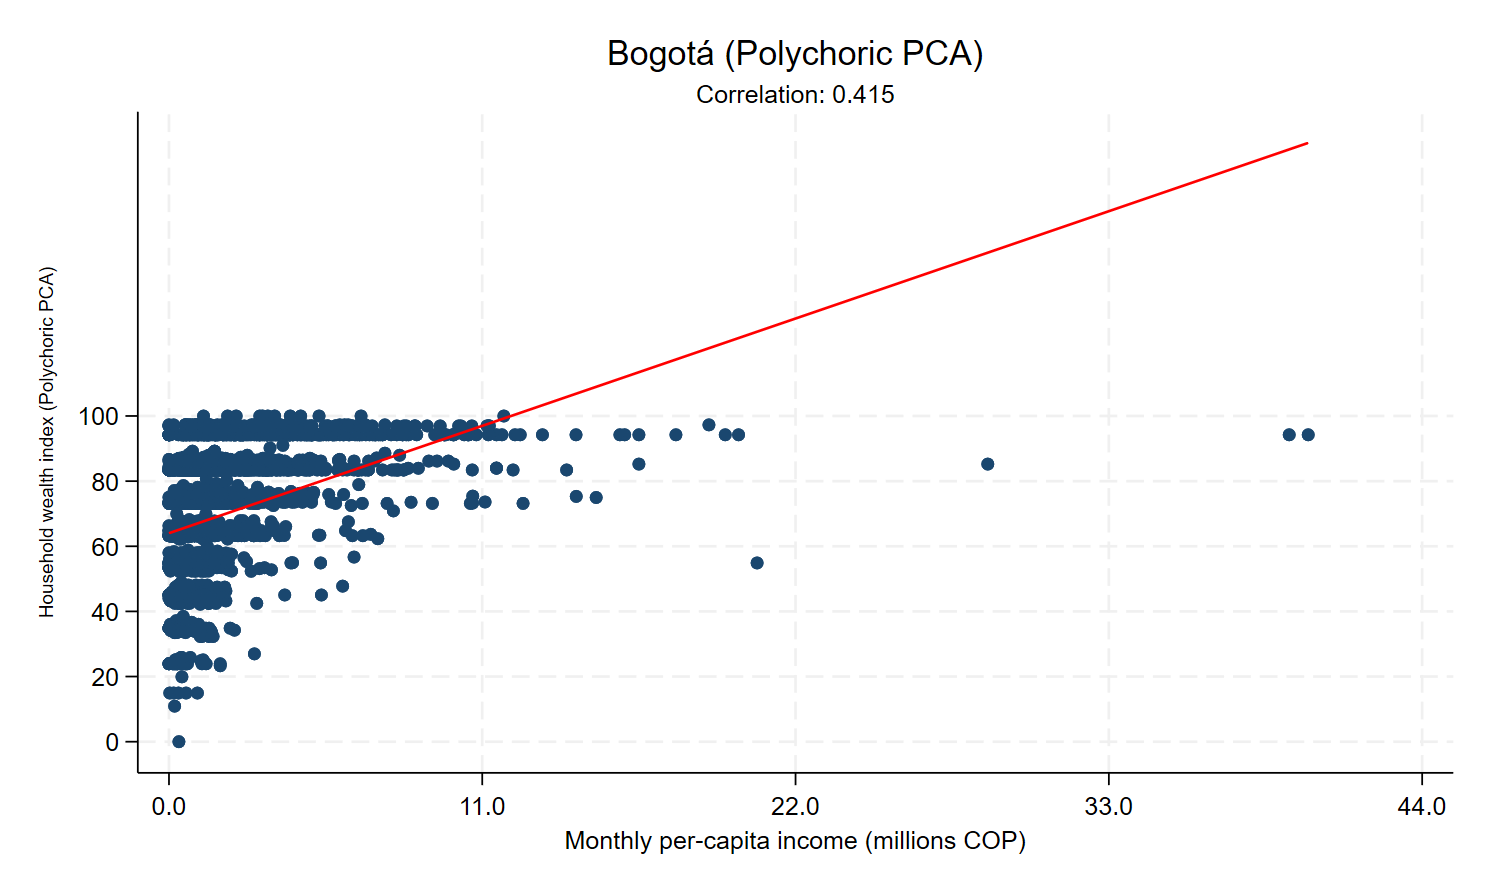 Bogotá (Polychoric PCA)
Correlation: 0.415
Household wealth index (Polychoric PCA)
100
80
60
40
20
0
0.0 11.0 22.0 33.0 44.0
Monthly per-capita income (millions COP)